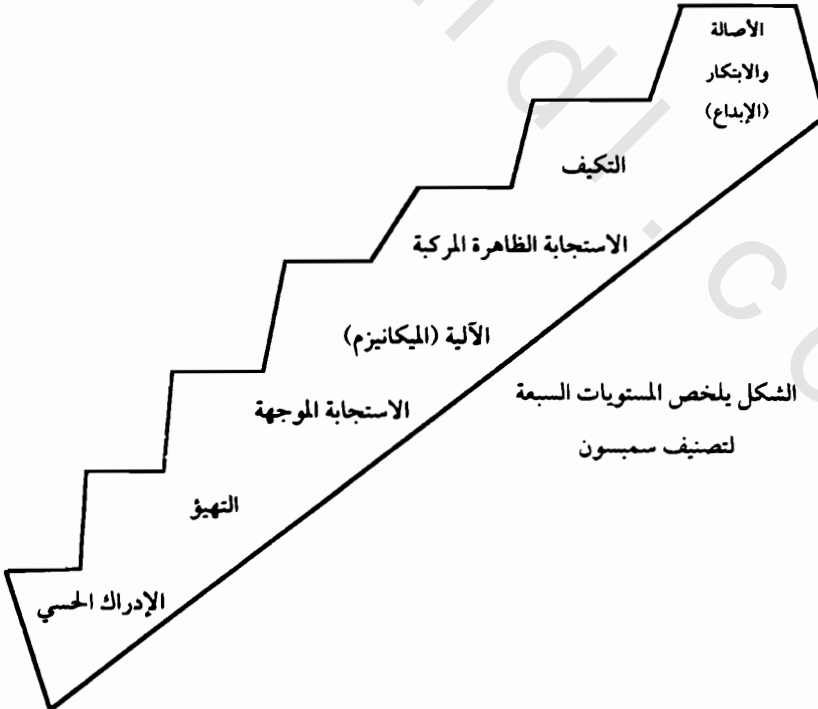 الأصالة
والابتكار
(الإبداع)
التكيف
الاستجابة الظاهرة المركبة
الآلية (الميكانيزم)
الاستجابة الموجهة
التهيؤ
الإدراك الحسي
الشكل يلخص المستويات السبعة
لتصنيف سمبسون